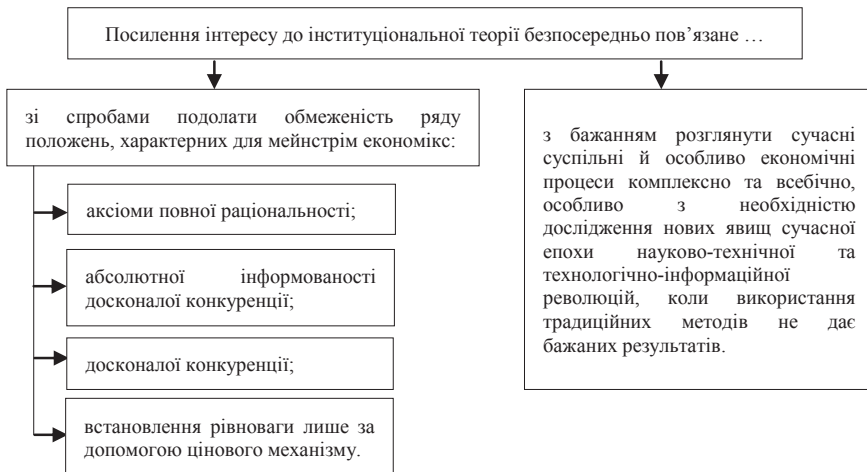 Посилення інтересу до інституціональної теорії безпосередньо пов’язане …
зі спробами подолати обмеженість ряду
положень, характерних для мейнстрім економікс:
аксіоми повної раціональності;
абсолютної інформованості
досконалої конкуренції;
досконалої конкуренції;
встановлення рівноваги лише за
допомогою цінового механізму.
з бажанням розглянути сучасні
суспільні й особливо економічні
процеси комплексно та всебічно,
особливо з необхідністю
дослідження нових явищ сучасної
епохи науково-технічної та
технологічно-інформаційної
революцій, коли використання
традиційних методів не дає
бажаних результатів.